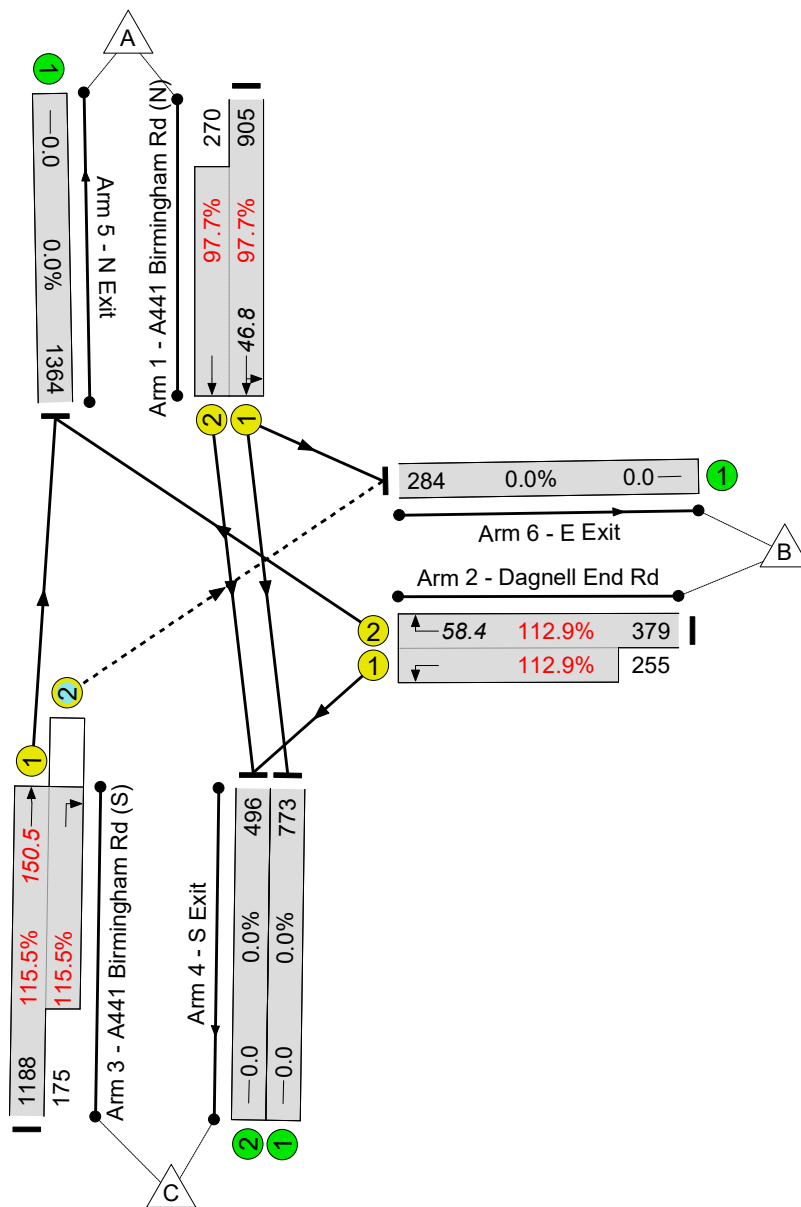 A
1
0.0
0.0%
1364
Arm 5 - N Exit
Arm 1 - A441 Birmingham Rd (N)
270
97.7%
2
905
97.7%
46.8
1
284 0.0% 0.0
1
Arm 6 - E Exit
B
Arm 2 - Dagnell End Rd
2
58.4 112.9% 379
1
112.9% 255
2
1
150.5
115.5%
1188
115.5%
175
Arm 3 - A441 Birmingham Rd (S)
Arm 4 - S Exit
496
0.0%
0.0
2
773
0.0%
0.0
1
C